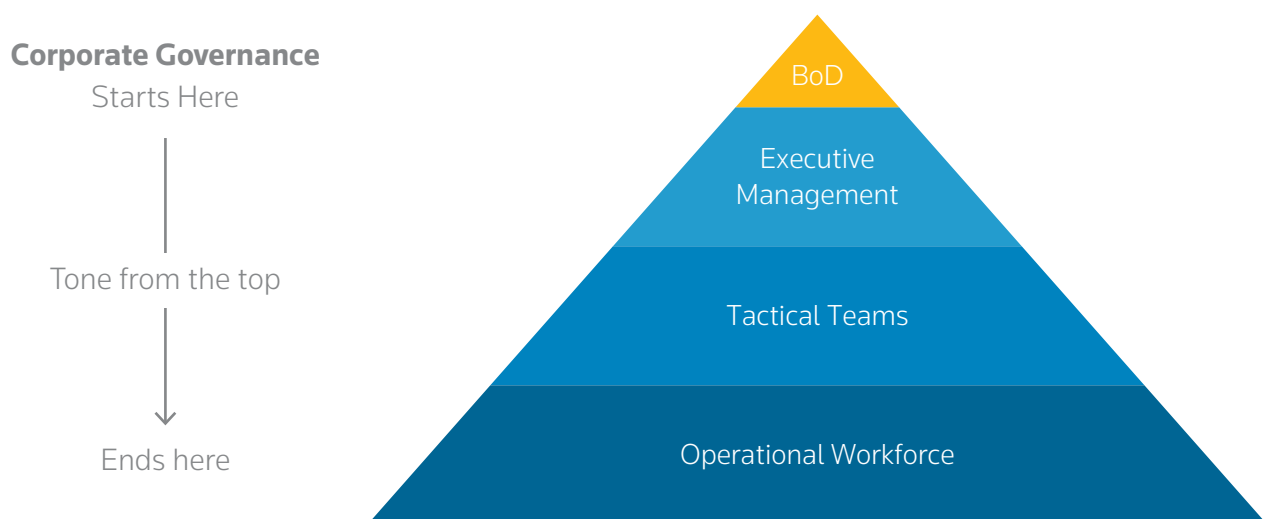 Corporate Governance
Starts Here
Tone from the top
Ends here
BoD
Executive
Management
Tactical Teams
Operational Workforce